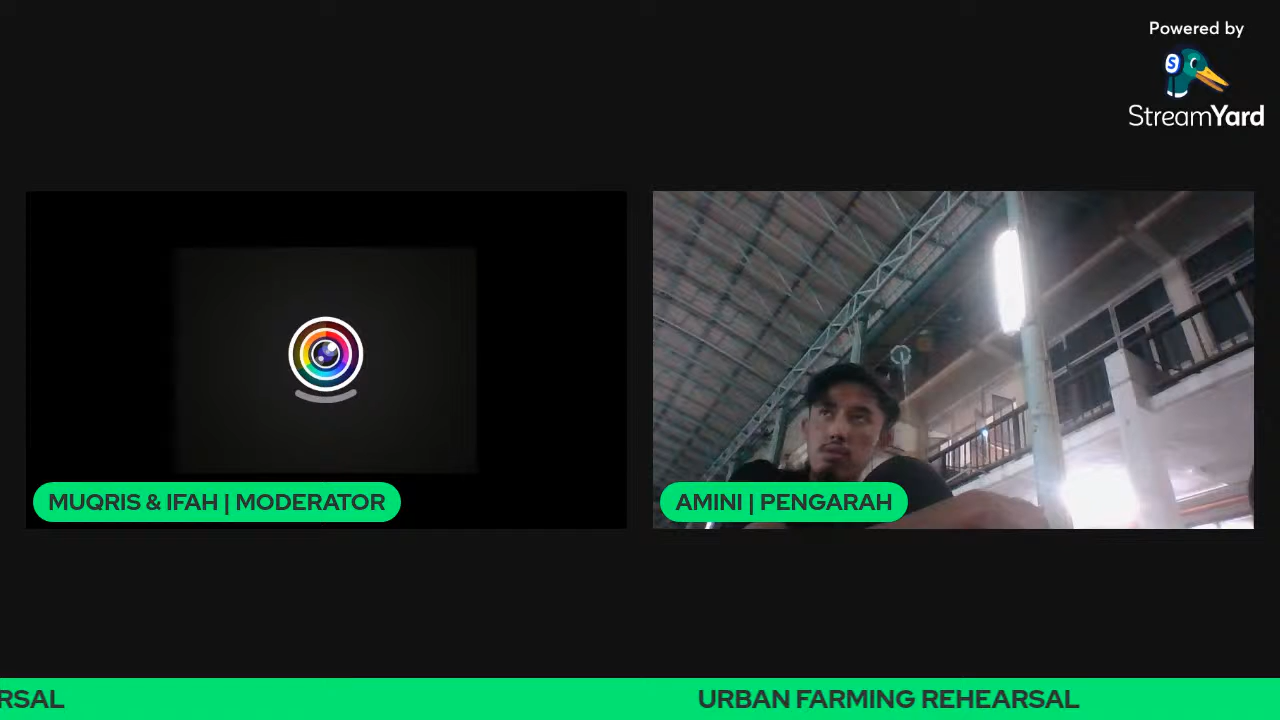 Powered by
S
StreamYard
MUQRIS & IFAH | MODERATOR
AMINI | PENGARAH
RSAL
URBAN FARMING REHEARSAL